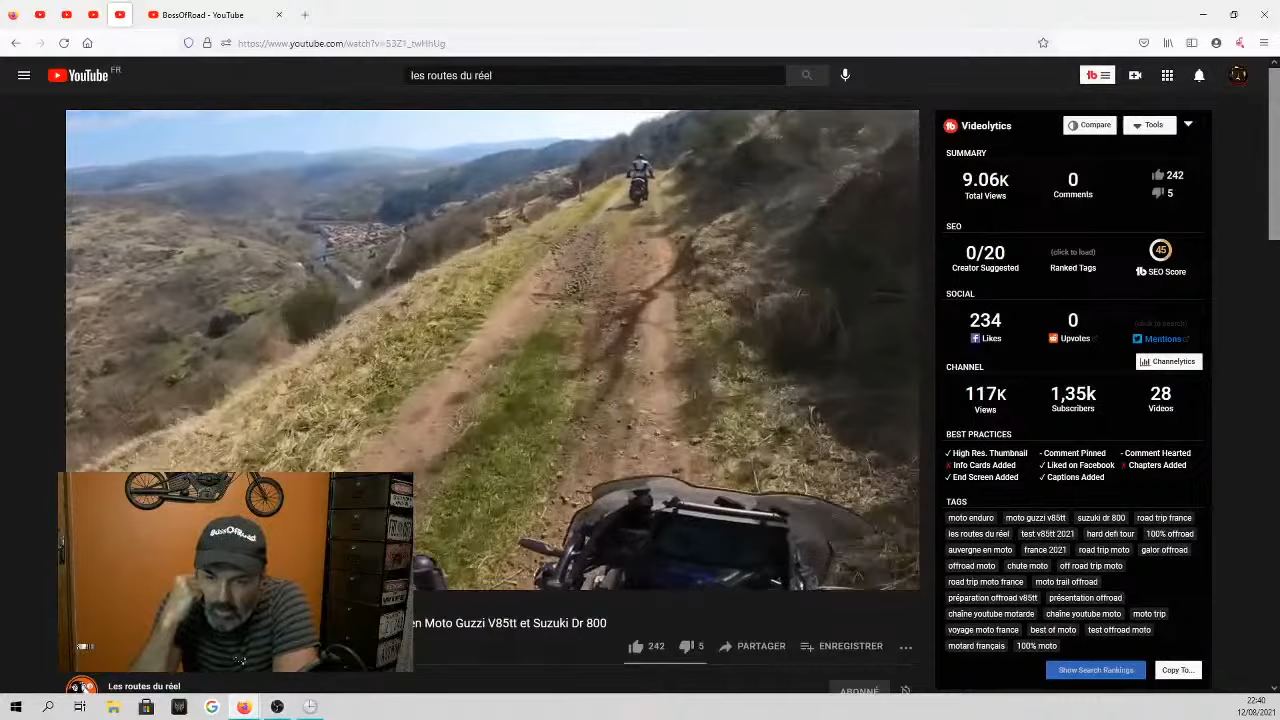 BossOfRoad - YouTube
https://www.youtube.com/watch?v=53Z1_twHhUg
YouTube FR
les routes du réel
Videolytics
Compare
Tools
SUMMARY
9.06K
Total Views
0
Comments
242
5
SEO
0/20
Creator Suggested
(click to load)
Ranked Tags
45
SEO Score
SOCIAL
234
Likes
0
Upvotes
(click to search)
Mentions
CHANNEL
Channelytics
117K
Views
1,35k
Subscribers
28
Videos
BEST PRACTICES
✓ High Res. Thumbnail - Comment Pinned - Comment Hearted
✗ Info Cards Added ✓ Liked on Facebook ✗ Chapters Added
✓ End Screen Added ✓ Captions Added
TAGS
moto enduro moto guzzi v85tt suzuki dr 800 road trip france
les routes du réel test v85tt 2021 hard defi tour 100% offroad
auvergne en moto france 2021 road trip moto galor offroad
offroad moto chute moto off road trip moto
road trip moto france moto trail offroad
préparation offroad v85tt présentation offroad
chaîne youtube motarde chaîne youtube moto moto trip
voyage moto france best of moto test offroad moto
motard français 100% moto
Show Search Rankings
Copy To...
BossOfRoad
en Moto Guzzi V85tt et Suzuki Dr 800
242 5 PARTAGER ENREGISTRER ...
Les routes du réel
ABONNÉ
22:40
12/08/2021